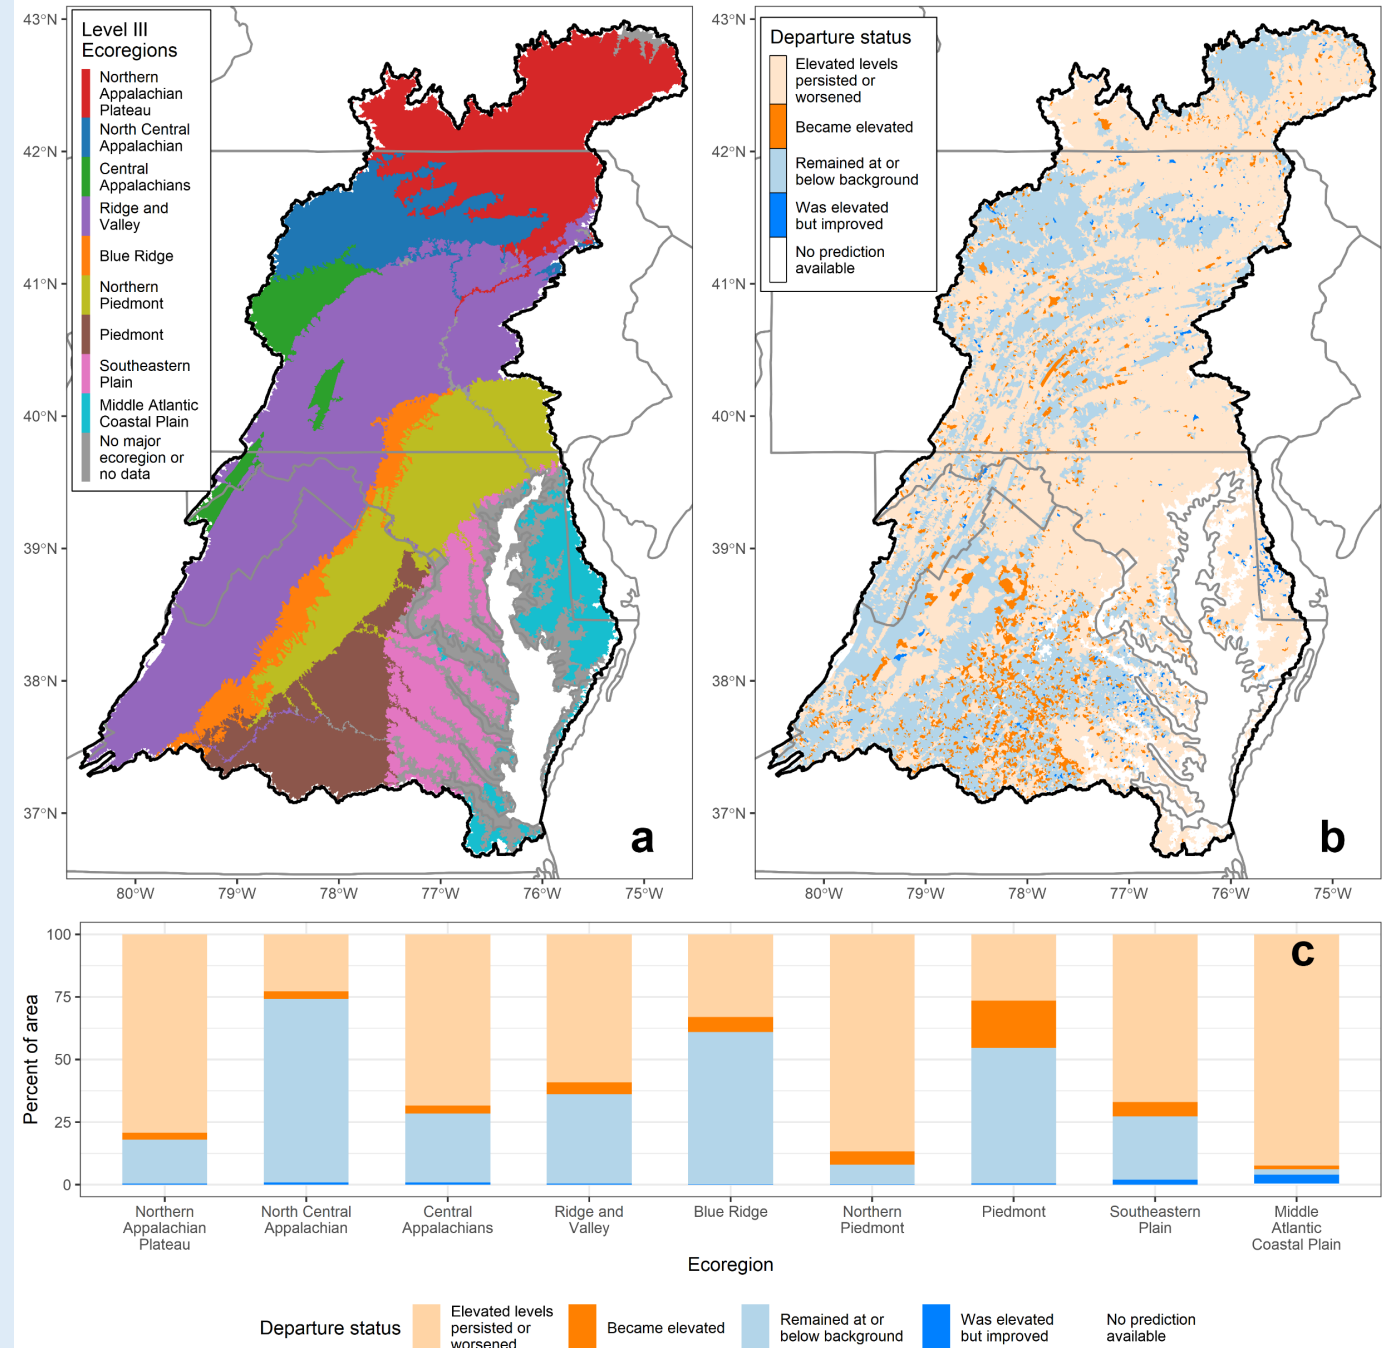 Level III
Ecoregions
Northern
Appalachian
Plateau
North Central
Appalachian
Central
Appalachians
Ridge and
Valley
Blue Ridge
Northern
Piedmont
Piedmont
Southeastern
Plain
Middle Atlantic
Coastal Plain
No major
ecoregion or
no data
43°N
42°N
41°N
40°N
39°N
38°N
37°N
80°W
79°W
78°W
77°W
76°W
75°W
a
Departure status
Elevated levels
persisted or
worsened
Became elevated
Remained at or
below background
Was elevated
but improved
No prediction
available
43°N
42°N
41°N
40°N
39°N
38°N
37°N
80°W
79°W
78°W
77°W
76°W
75°W
b
Percent of area
100
75
50
25
0
c
Northern
Appalachian
Plateau
North Central
Appalachian
Central
Appalachians
Ridge and
Valley
Blue Ridge
Northern
Piedmont
Piedmont
Southeastern
Plain
Middle
Atlantic
Coastal Plain
Ecoregion
Departure status
Elevated levels
persisted or
worsened
Became elevated
Remained at or
below background
Was elevated
but improved
No prediction
available